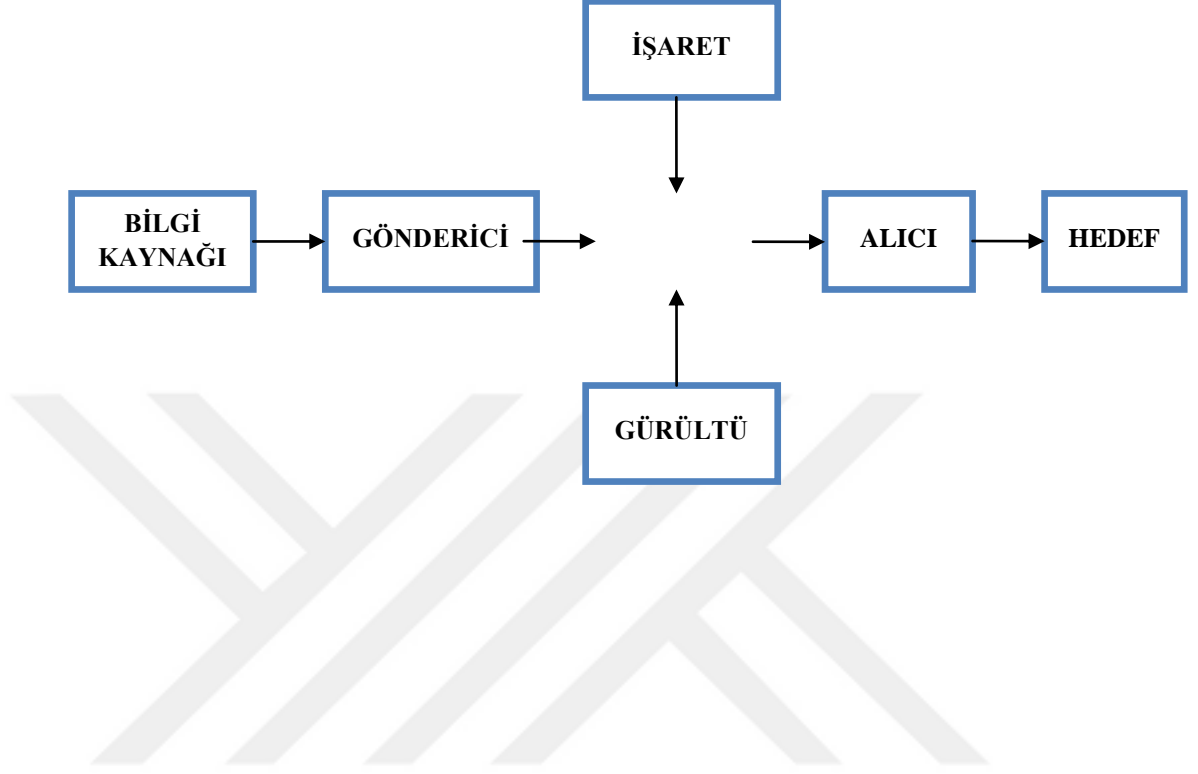 İŞARET
BİLGİ
KAYNAĞI
GÖNDERİCİ
ALICI
HEDEF
GÜRÜLTÜ